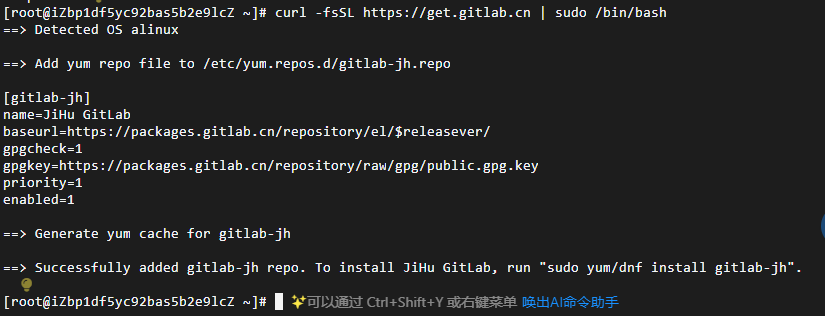 [root@iZbp1df5yc92bas5b2e9lcZ ~]# curl -fsSL https://get.gitlab.cn | sudo /bin/bash
==> Detected OS alinux
==> Add yum repo file to /etc/yum.repos.d/gitlab-jh.repo
[gitlab-jh]
name=JiHu GitLab
baseurl=https://packages.gitlab.cn/repository/el/$releasever/
gpgcheck=1
gpgkey=https://packages.gitlab.cn/repository/raw/gpg/public.gpg.key
priority=1
enabled=1
==> Generate yum cache for gitlab-jh
==> Successfully added gitlab-jh repo. To install JiHu GitLab, run "sudo yum/dnf install gitlab-jh".
[root@iZbp1df5yc92bas5b2e9lcZ ~]# ✨可以通过 Ctrl+Shift+Y 或右键菜单 唤出AI命令助手